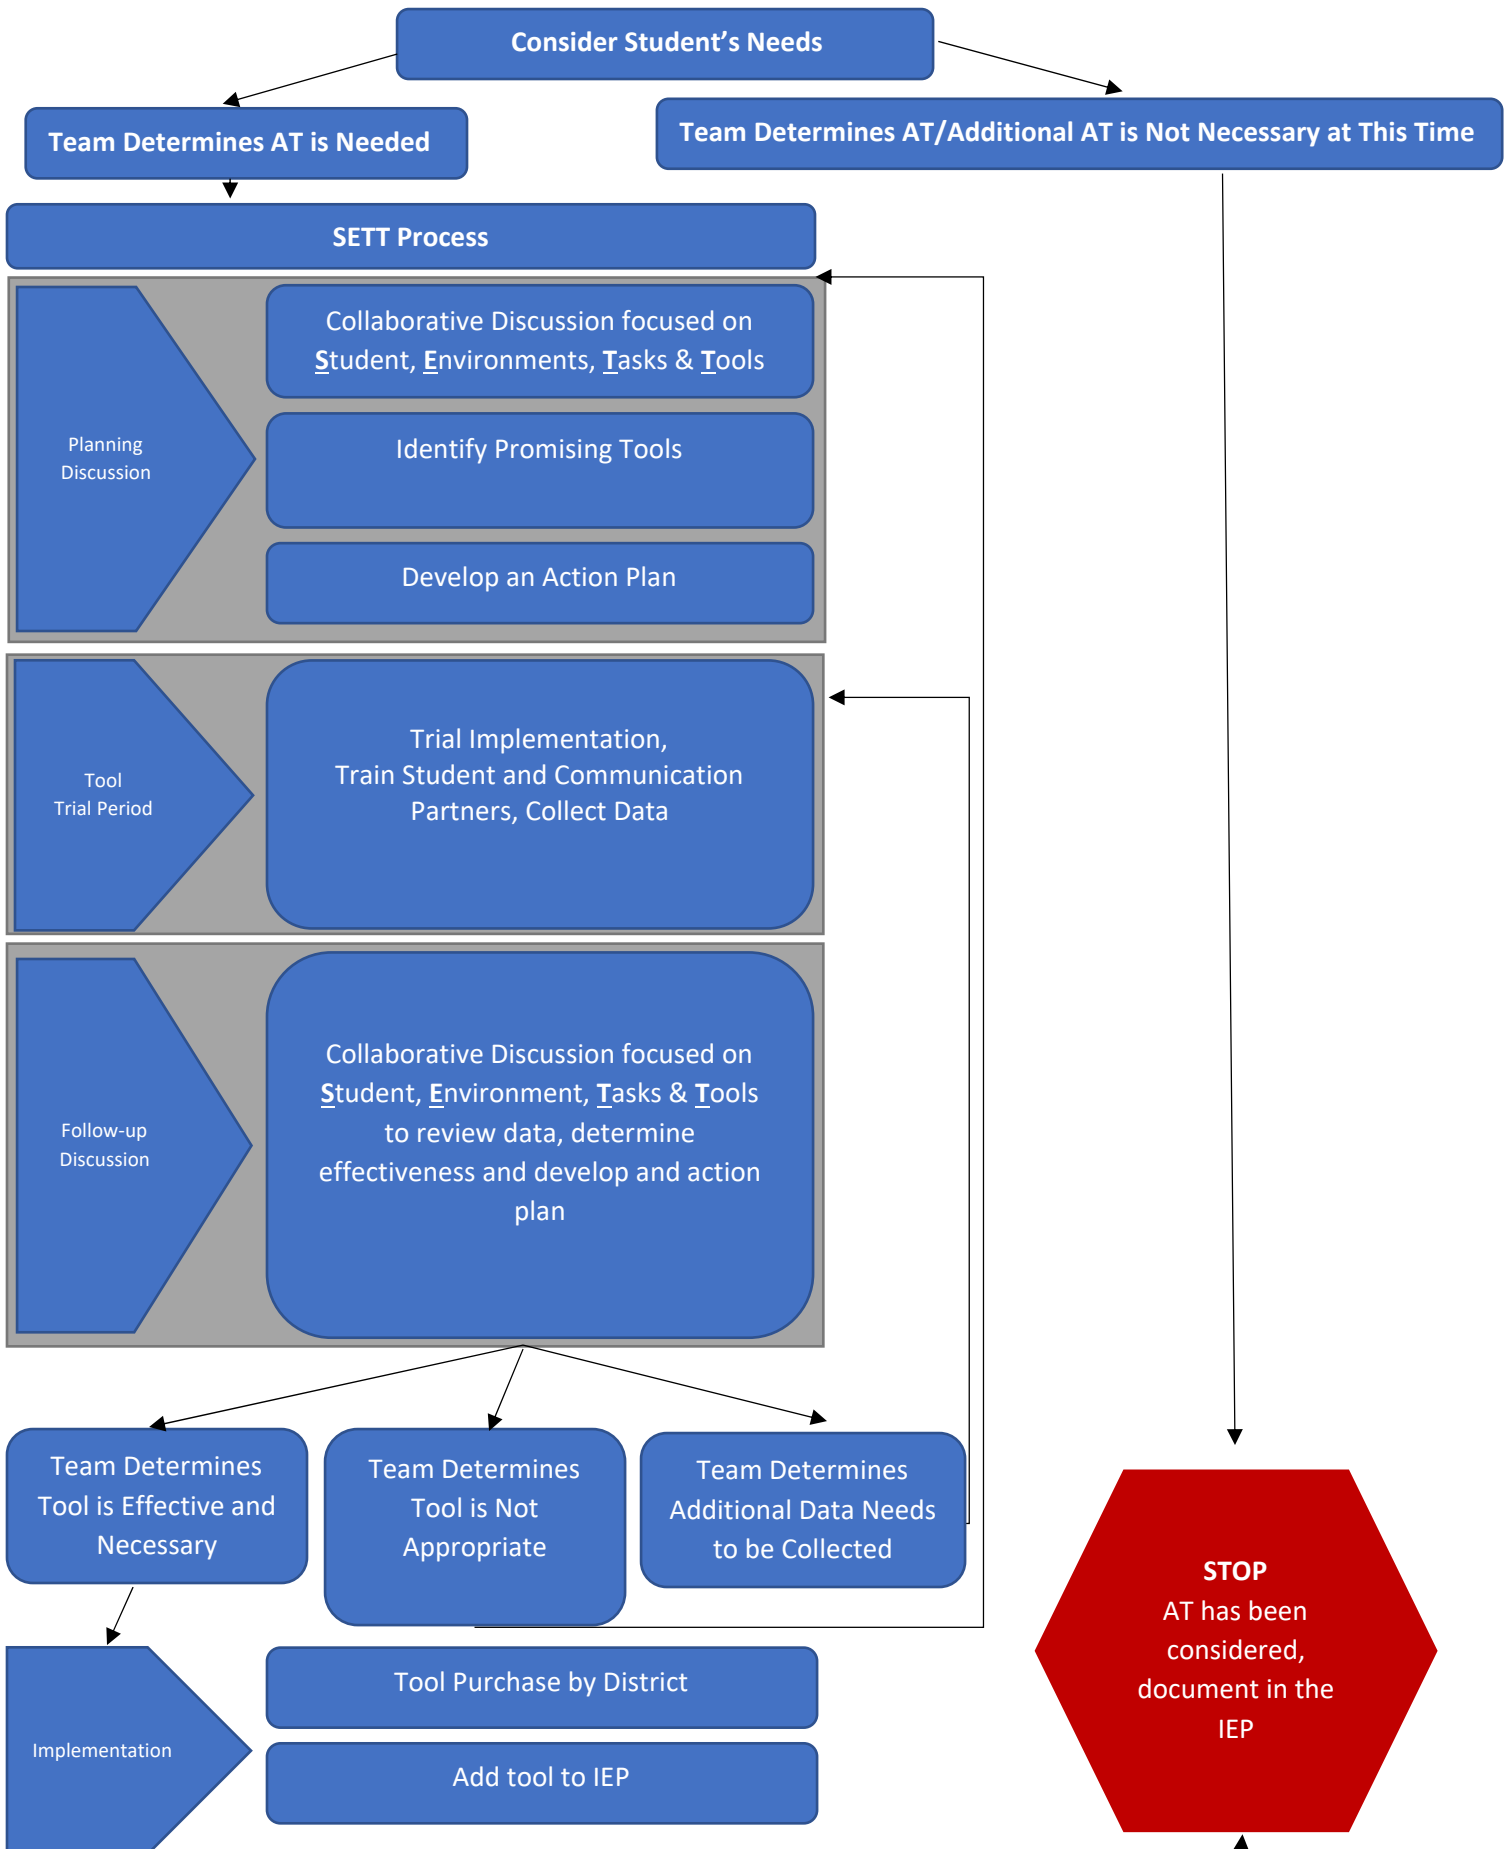 Consider Student’s Needs
Team Determines AT is Needed
Team Determines AT/Additional AT is Not Necessary at This Time
SETT Process
Planning
Discussion
Collaborative Discussion focused on
Student, Environments, Tasks & Tools
Identify Promising Tools
Develop an Action Plan
Tool
Trial Period
Trial Implementation,
Train Student and Communication
Partners, Collect Data
Follow-up
Discussion
Collaborative Discussion focused on
Student, Environment, Tasks & Tools
to review data, determine
effectiveness and develop and action
plan
Team Determines
Tool is Effective and
Necessary
Team Determines
Tool is Not
Appropriate
Team Determines
Additional Data Needs
to be Collected
STOP
AT has been
considered,
document in the
IEP
Implementation
Tool Purchase by District
Add tool to IEP